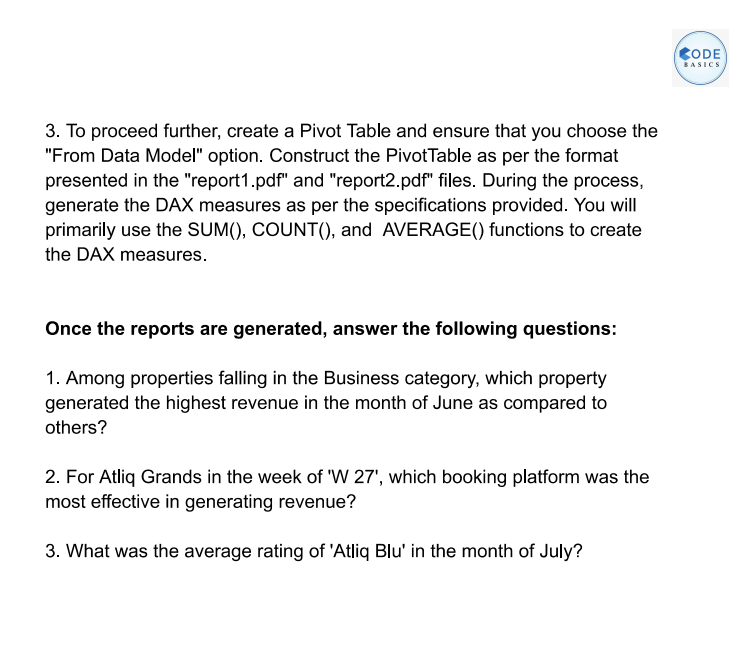 CODE
BASICS
3. To proceed further, create a Pivot Table and ensure that you choose the
"From Data Model" option. Construct the PivotTable as per the format
presented in the "report1.pdf" and "report2.pdf" files. During the process,
generate the DAX measures as per the specifications provided. You will
primarily use the SUM(), COUNT(), and  AVERAGE() functions to create
the DAX measures.
Once the reports are generated, answer the following questions:
1. Among properties falling in the Business category, which property
generated the highest revenue in the month of June as compared to
others?
2. For Atliq Grands in the week of 'W 27', which booking platform was the
most effective in generating revenue?
3. What was the average rating of 'Atliq Blu' in the month of July?